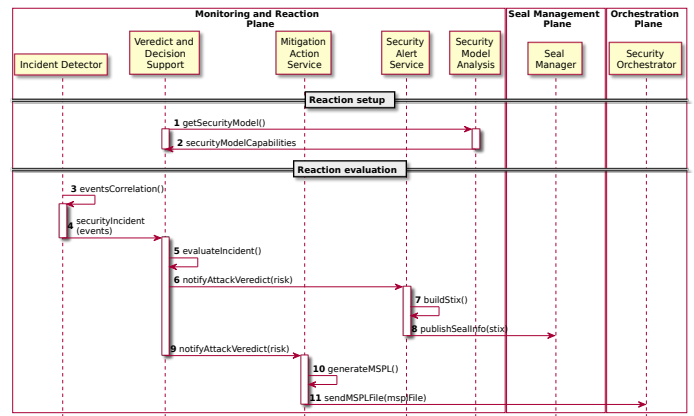 Monitoring and Reaction
Plane
Seal Management
Plane
Orchestration
Plane
Incident Detector
Veredict and
Decision
Support
Mitigation
Action
Service
Security
Alert
Service
Security
Model
Analysis
Seal
Manager
Security
Orchestrator
Reaction setup
1 getSecurityModel()
2 securityModelCapabilities
Reaction evaluation
3 eventsCorrelation()
4 securityIncident
(events)
5 evaluateIncident()
6 notifyAttackVeredict(risk)
7 buildStix()
8 publishSealInfo(stix)
9 notifyAttackVeredict(risk)
10 generateMSPL()
11 sendMSPLFile(msplFile)